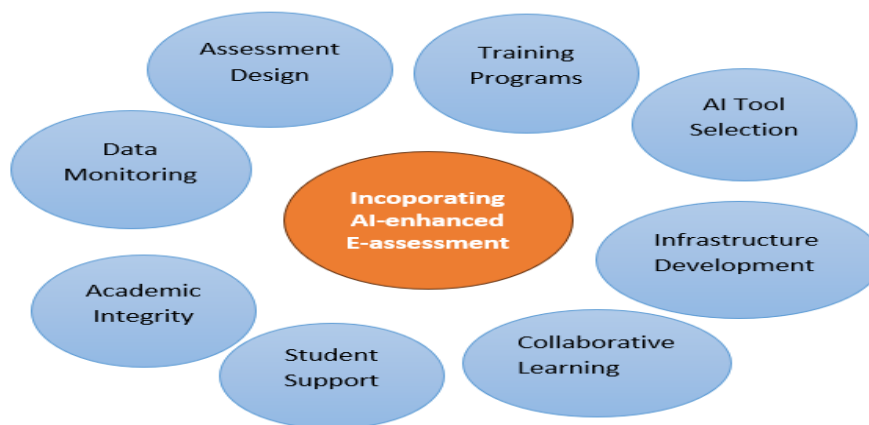 Assessment
Design
Training
Programs
AI Tool
Selection
Data
Monitoring
Incoporating
AI-enhanced
E-assessment
Infrastructure
Development
Academic
Integrity
Student
Support
Collaborative
Learning